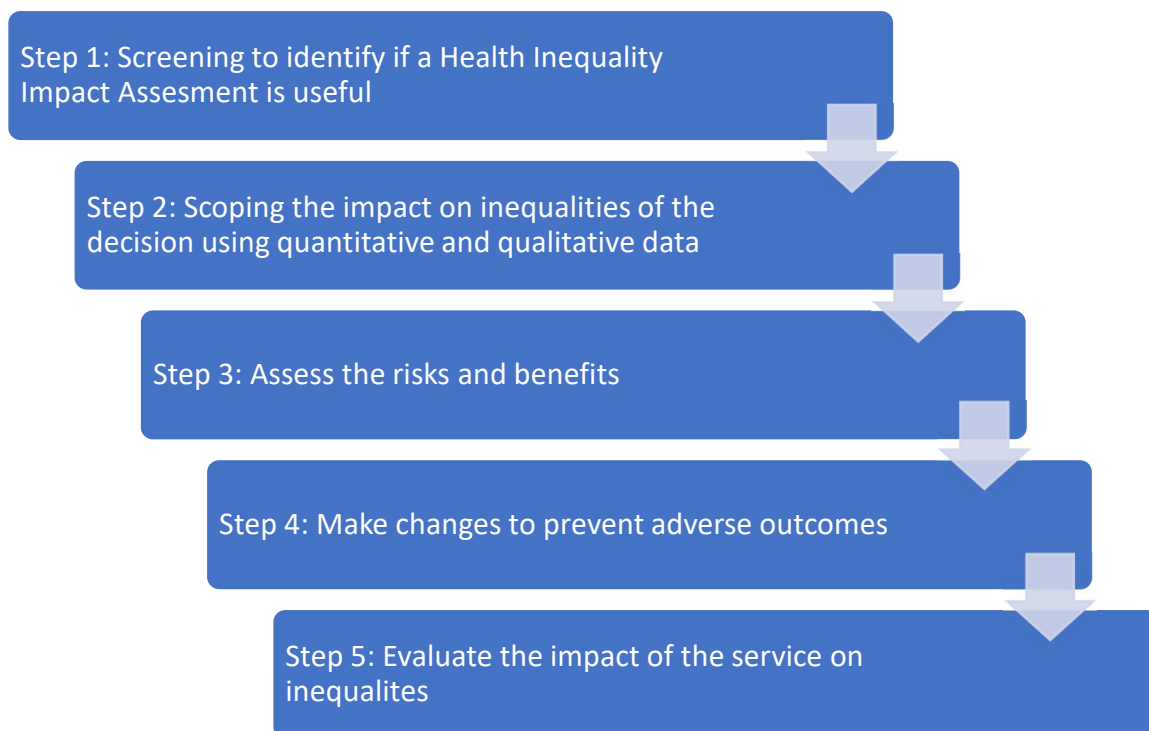 Step 1: Screening to identify if a Health Inequality
Impact Assesment is useful
Step 2: Scoping the impact on inequalities of the
decision using quantitative and qualitative data
Step 3: Assess the risks and benefits
Step 4: Make changes to prevent adverse outcomes
Step 5: Evaluate the impact of the service on
inequalites